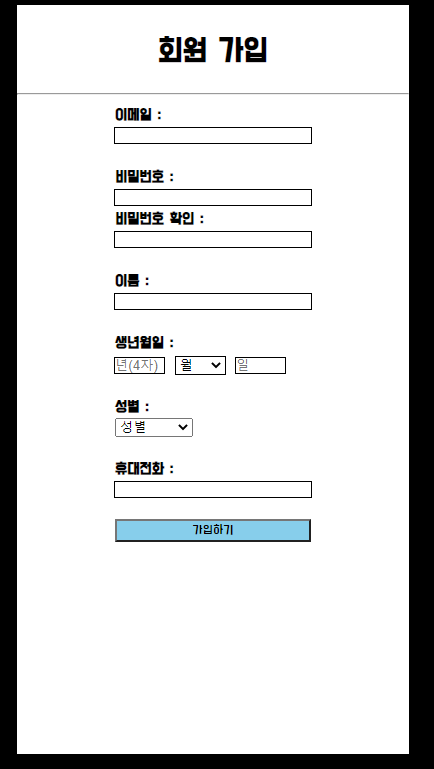 회원 가입
이메일 :
비밀번호 :
비밀번호 확인 :
이름 :
생년월일 :
년(4자) 월 일
성별 :
성별
휴대전화 :
가입하기